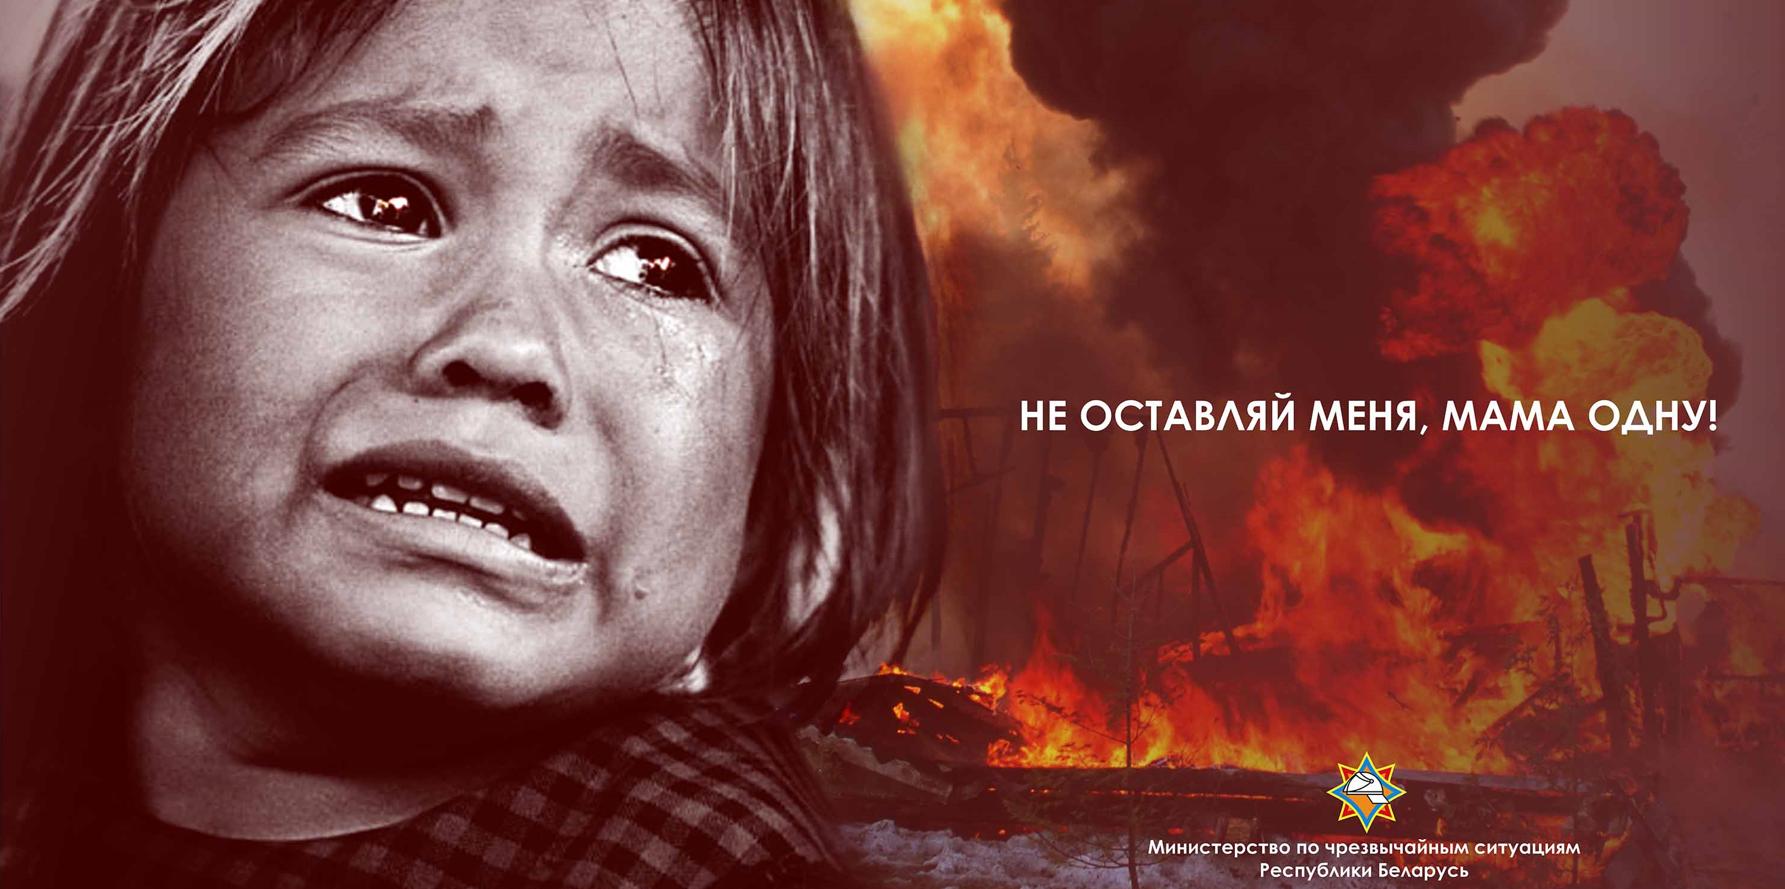 НЕ ОСТАВЛЯЙ МЕНЯ, МАМА ОДНУ!
Министерство по чрезвычайным ситуациям
Республики Беларусь